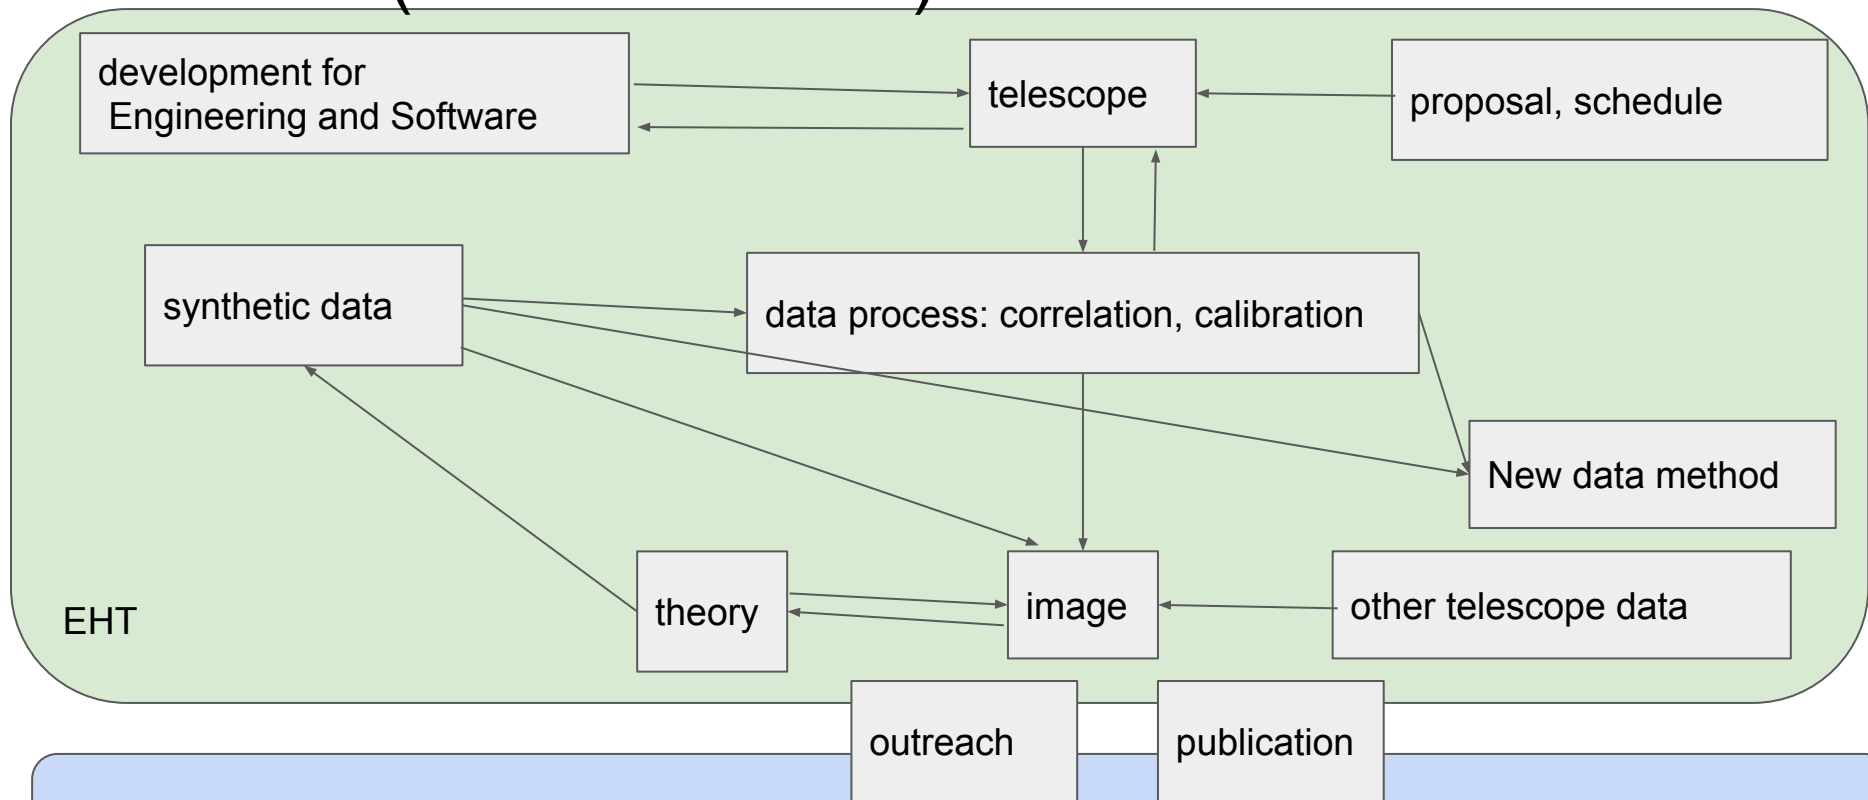 development for
Engineering and Software
telescope
proposal, schedule
synthetic data
data process: correlation, calibration
New data method
theory
image
other telescope data
EHT
outreach
publication